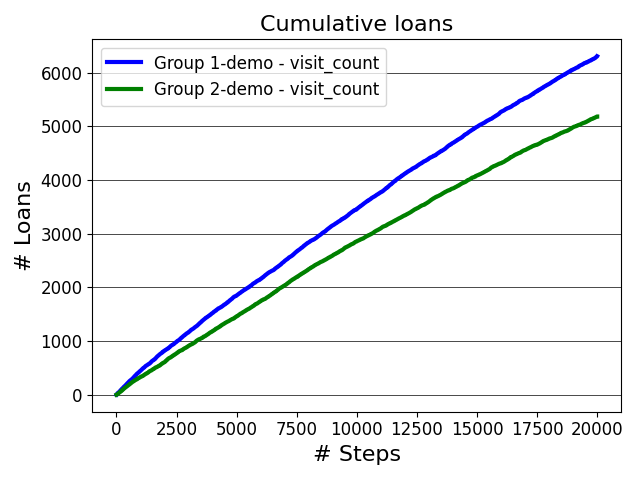 Cumulative loans
Group 1-demo - visit_count
Group 2-demo - visit_count
# Loans
6000
5000
4000
3000
2000
1000
0
0 2500 5000 7500 10000 12500 15000 17500 20000
# Steps